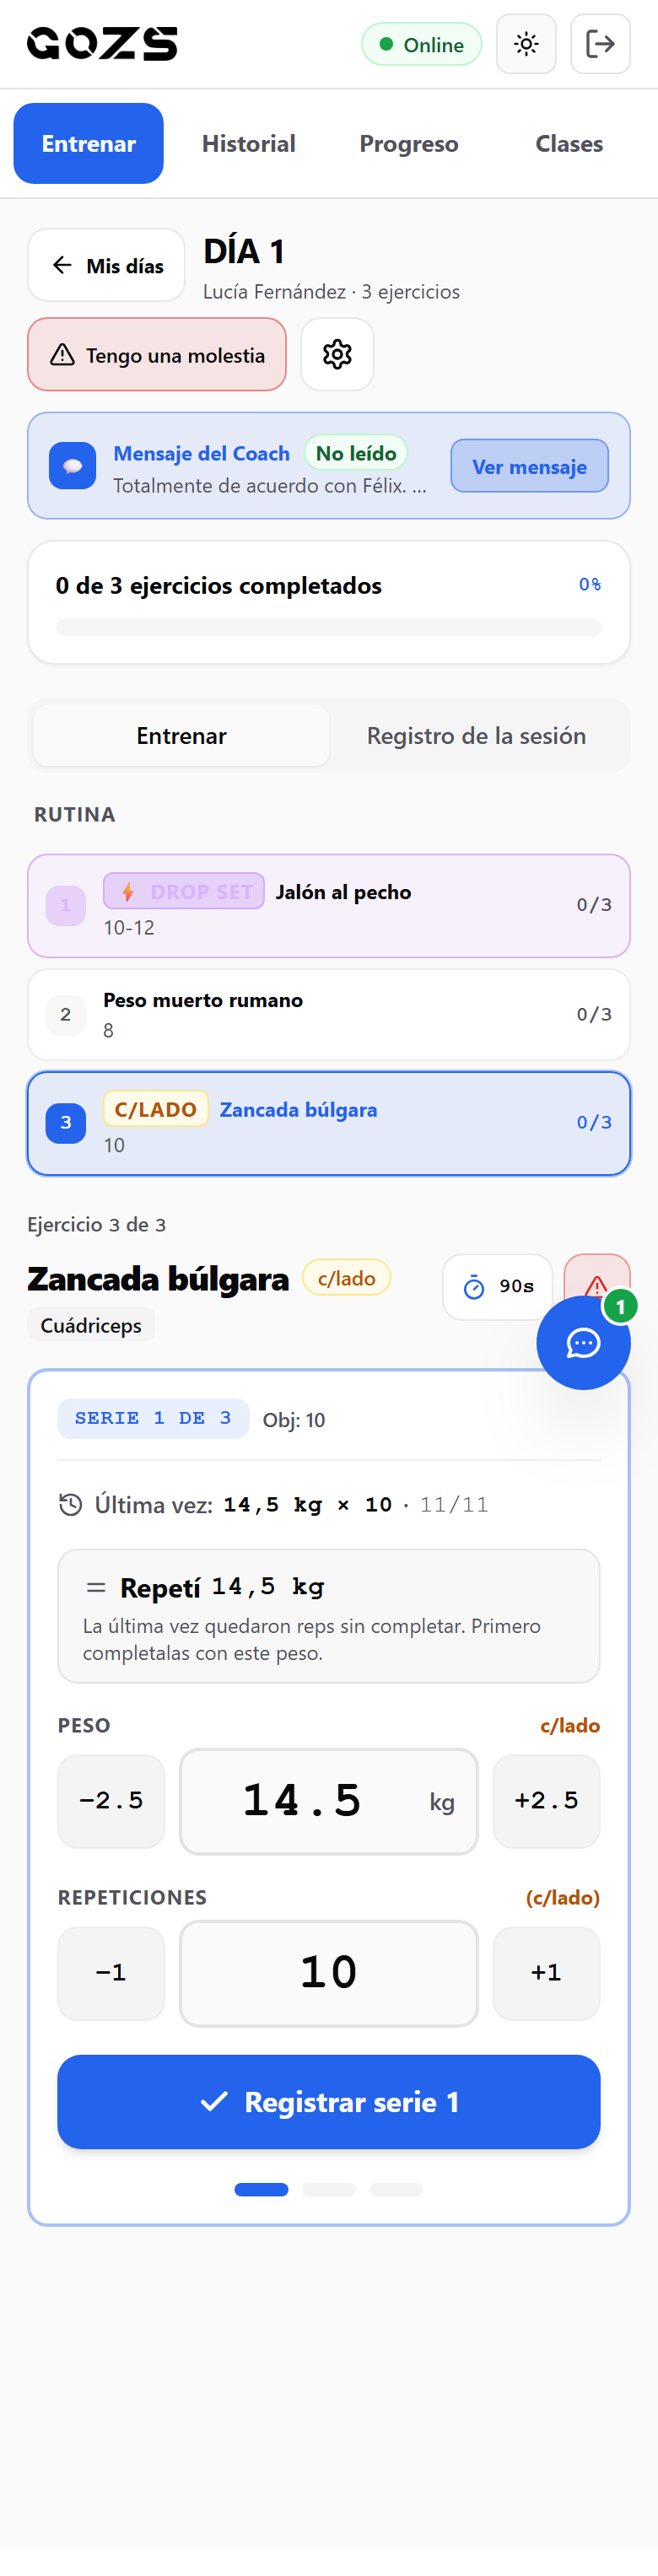 GOZS
Online
Entrenar
Historial
Progreso
Clases
Mis días
DÍA 1
Lucía Fernández · 3 ejercicios
Tengo una molestia
Mensaje del Coach
No leído
Totalmente de acuerdo con Félix. ...
Ver mensaje
0 de 3 ejercicios completados
0%
Entrenar
Registro de la sesión
RUTINA
1
DROP SET
Jalón al pecho
10-12
0/3
2
Peso muerto rumano
8
0/3
3
C/LADO
Zancada búlgara
10
0/3
Ejercicio 3 de 3
Zancada búlgara
c/lado
90s
Cuádriceps
1
SERIE 1 DE 3
Obj: 10
Última vez: 14,5 kg × 10 · 11/11
= Repetí 14,5 kg
La última vez quedaron reps sin completar. Primero
completalas con este peso.
PESO
c/lado
−2.5
14.5
kg
+2.5
REPETICIONES
(c/lado)
−1
10
+1
Registrar serie 1